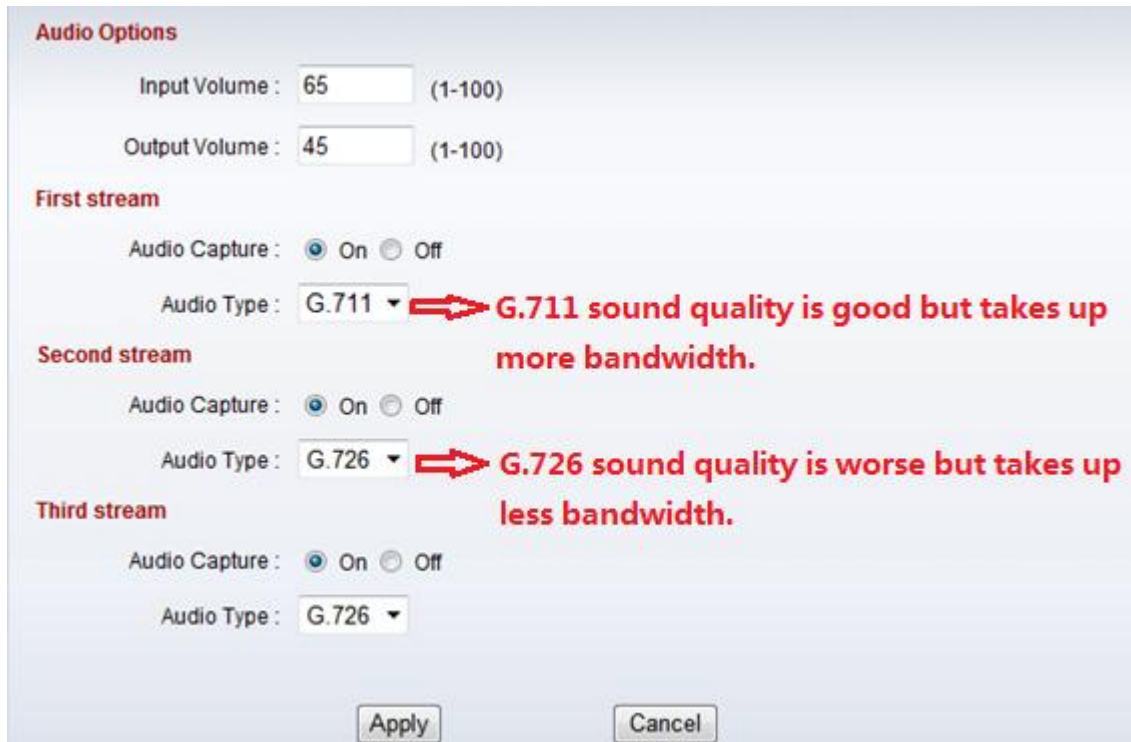 Audio Options
Input Volume : 65 (1-100)
Output Volume : 45 (1-100)
First stream
Audio Capture : On Off
Audio Type : G.711 G.711 sound quality is good but takes up
more bandwidth.
Second stream
Audio Capture : On Off
Audio Type : G.726 G.726 sound quality is worse but takes up
less bandwidth.
Third stream
Audio Capture : On Off
Audio Type : G.726
Apply Cancel